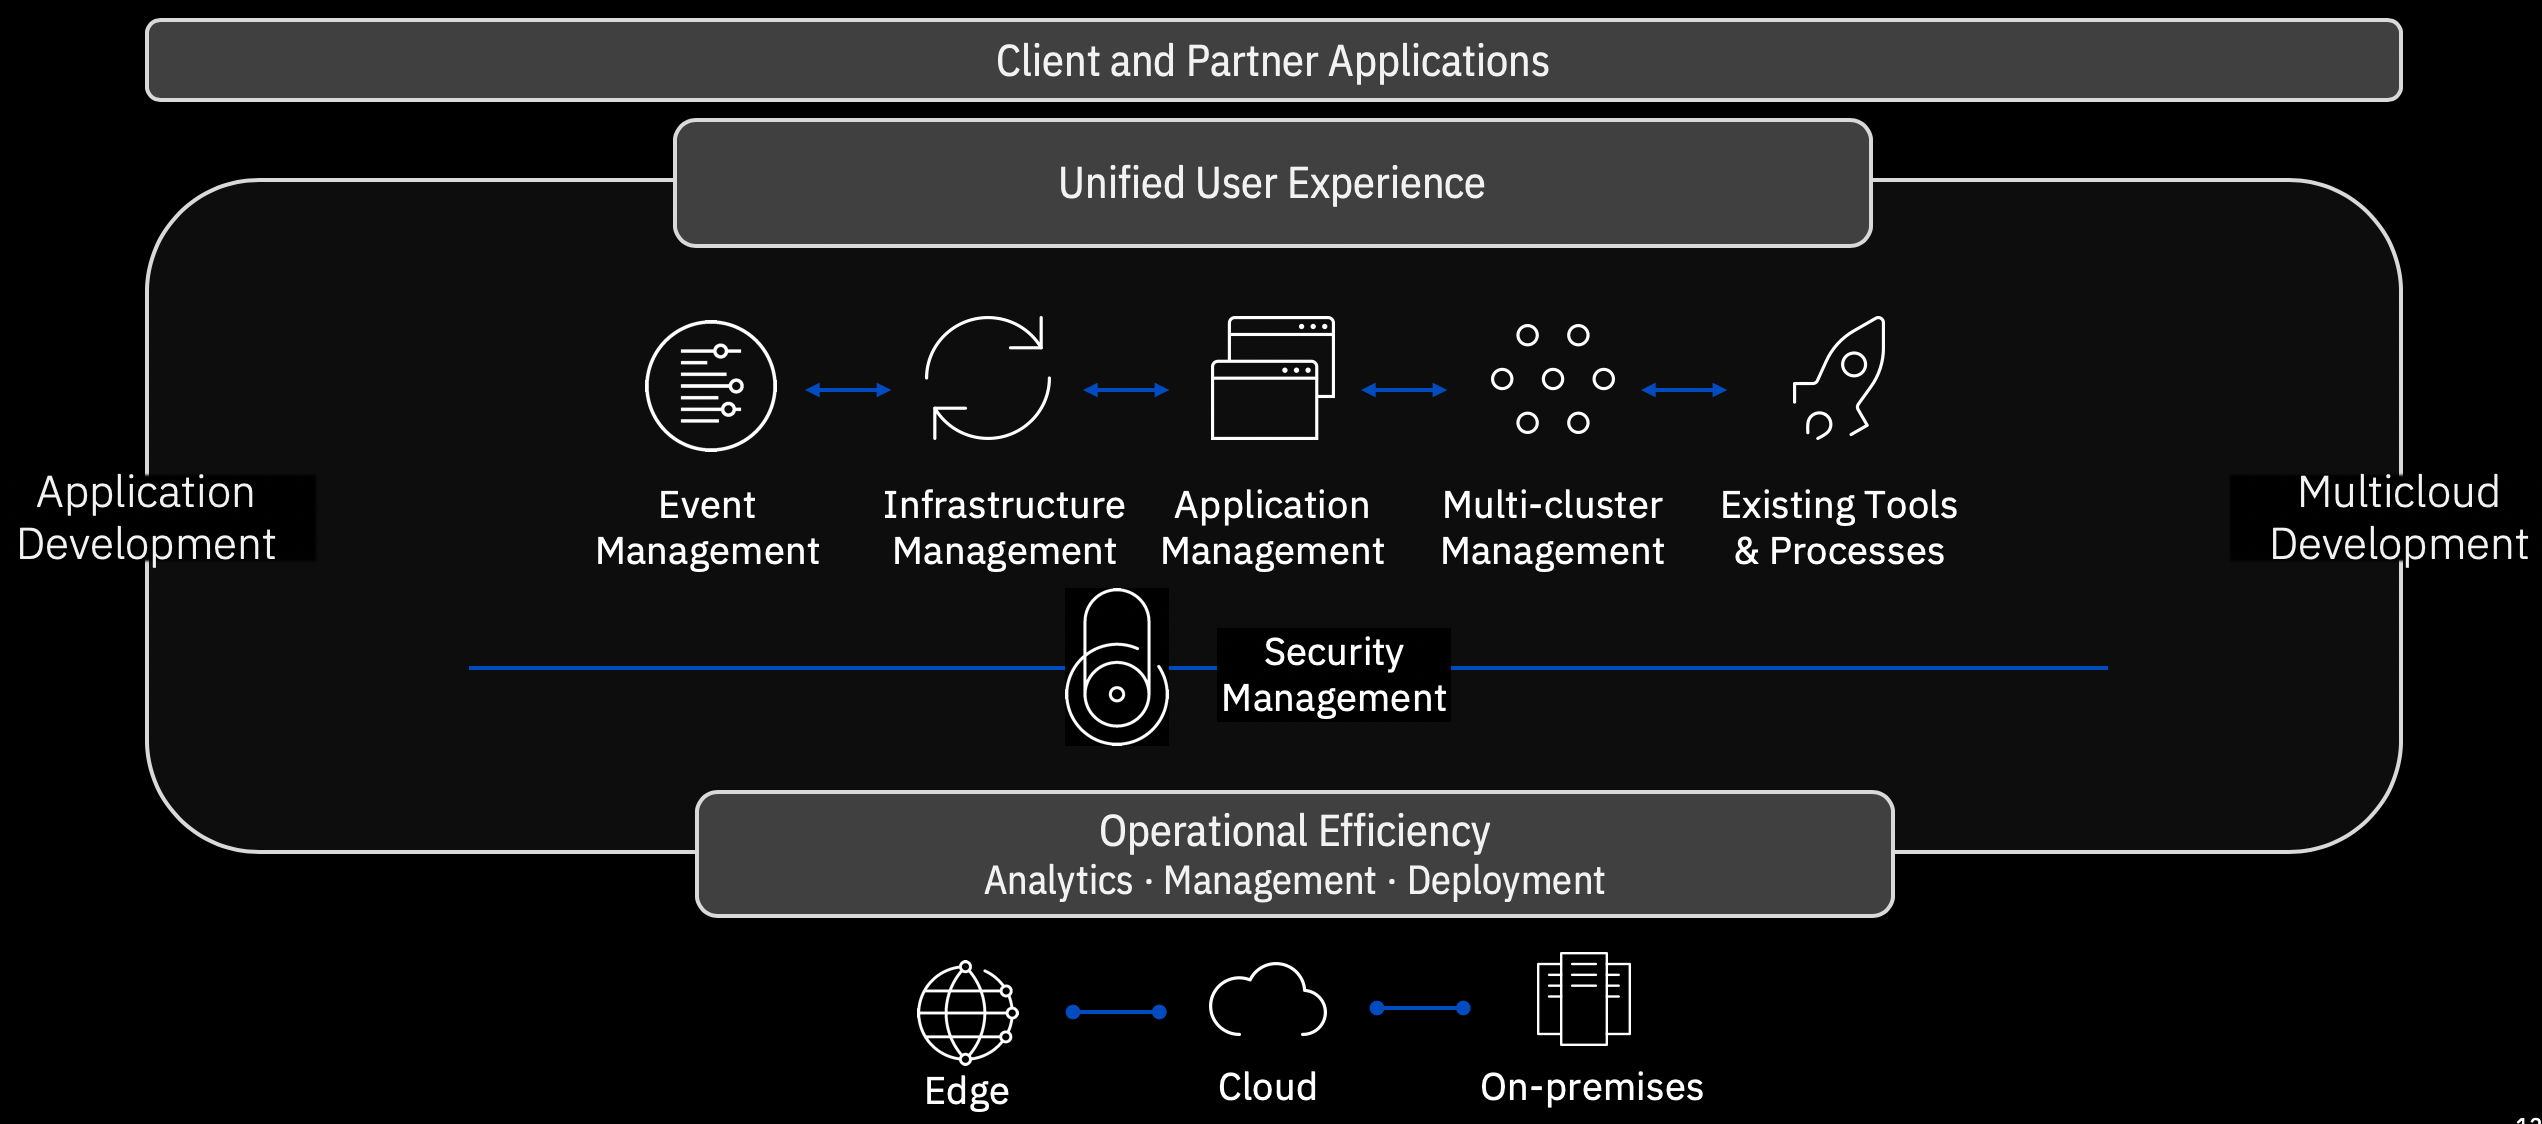 Client and Partner Applications
Unified User Experience
Application
Development
Multicloud
Development
Event
Management
Infrastructure
Management
Application
Management
Multi-cluster
Management
Existing Tools
& Processes
Security
Management
Operational Efficiency
Analytics · Management · Deployment
Edge
Cloud
On-premises